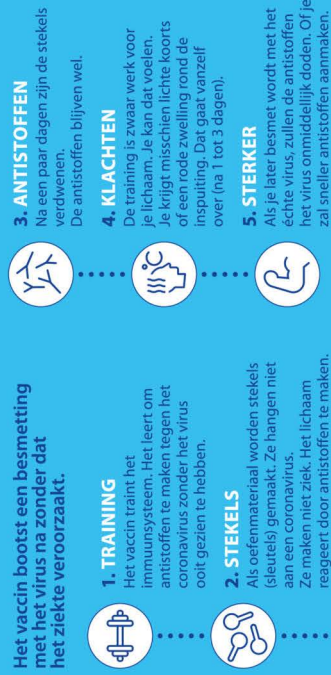 Het vaccin bootst een besmetting
met het virus na zonder dat
het ziekte veroorzaakt.
1. TRAINING
Het vaccin traint het
immuunsysteem. Het leert om
antistoffen te maken tegen het
coronavirus zonder het virus
ooit gezien te hebben.
2. STEKELS
Als oefenmateriaal worden stekels
(sleutels) gemaakt. Ze hangen niet
aan een coronavirus.
Ze maken niet ziek. Het lichaam
reageert door antistoffen te maken.
3. ANTISTOFFEN
Na een paar dagen zijn de stekels
verdwenen.
De antistoffen blijven wel.
4. KLACHTEN
De training is zwaar werk voor
je lichaam. Je kan dat voelen.
Je krijgt misschien lichte koorts
of een rode zwelling rond de
inspuiting. Dat gaat vanzelf
over (na 1 tot 3 dagen).
5. STERKER
Als je later besmet wordt met het
échte virus, zullen de antistoffen
het virus onmiddellijk doden. Of je
zal sneller antistoffen aanmaken.